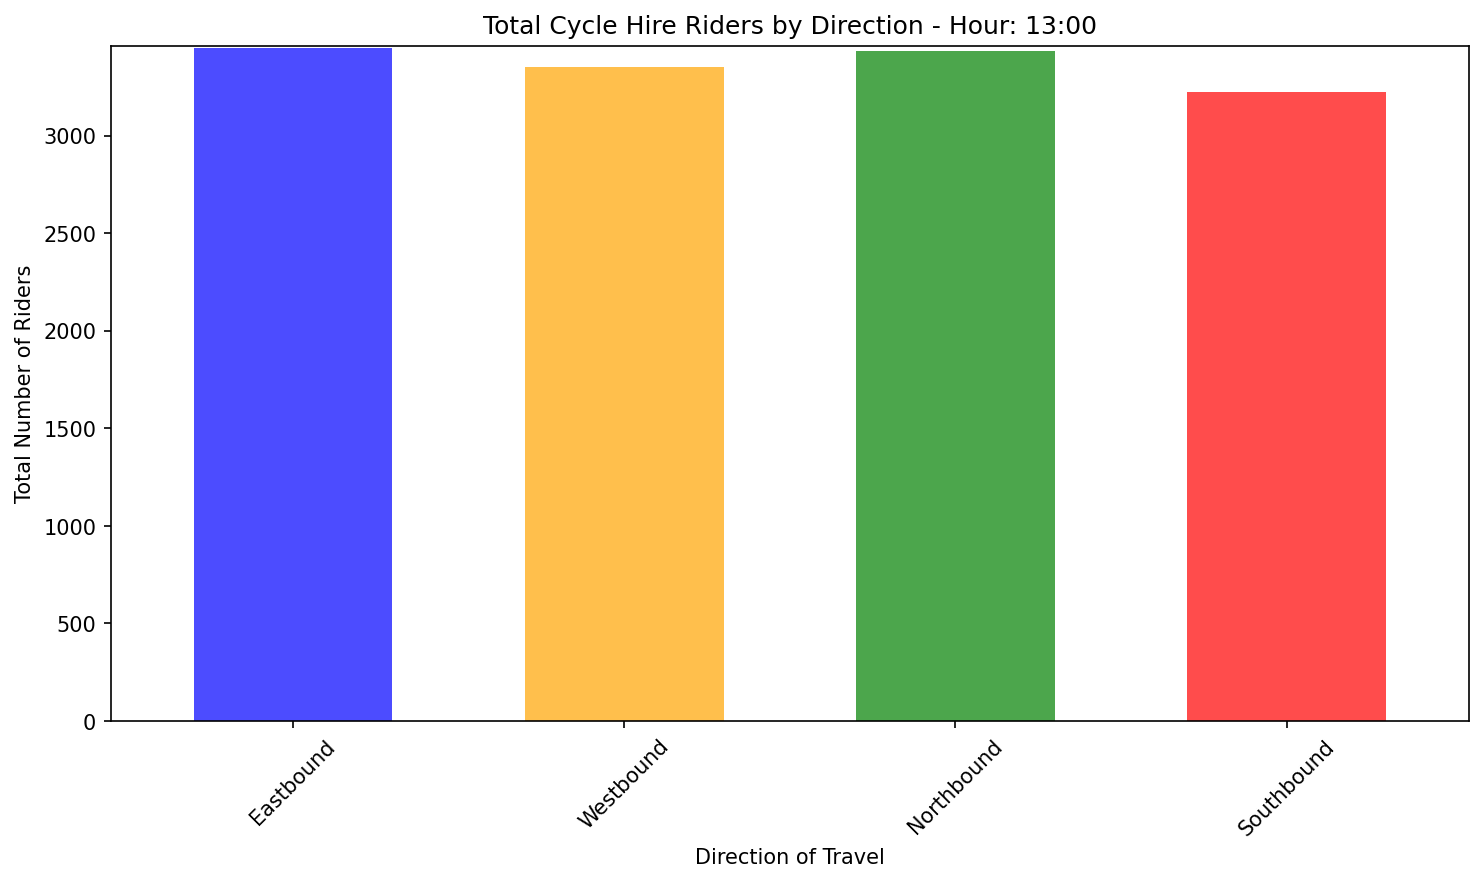 Total Cycle Hire Riders by Direction - Hour: 13:00
Total Number of Riders
3000
2500
2000
1500
1000
500
0
Eastbound
Westbound
Northbound
Southbound
Direction of Travel